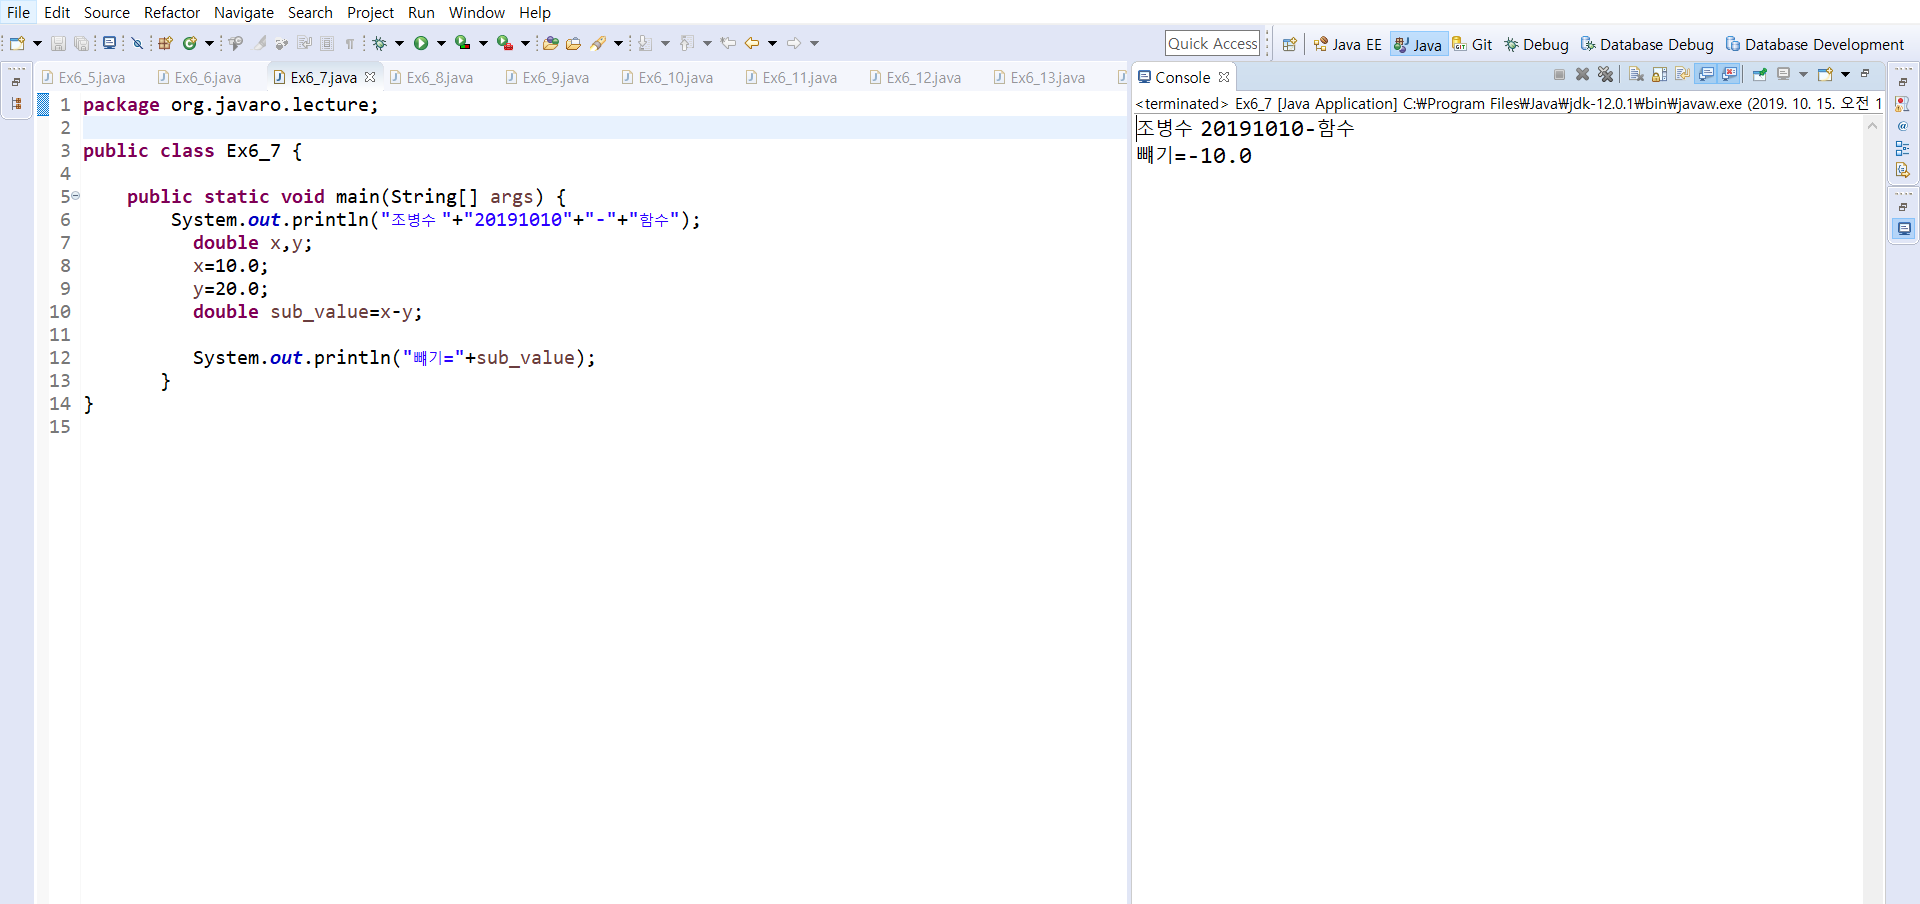 File Edit Source Refactor Navigate Search Project Run Window Help
Quick Access Java EE Java Git Debug Database Debug Database Development
Ex6_5.java Ex6_6.java Ex6_7.java Ex6_8.java Ex6_9.java Ex6_10.java Ex6_11.java Ex6_12.java Ex6_13.java
1 package org.javaro.lecture;
2
3 public class Ex6_7 {
4
5 public static void main(String[] args) {
6 System.out.println("조병수 "+"20191010"+"-"+"함수");
7 double x,y;
8 x=10.0;
9 y=20.0;
10 double sub_value=x-y;
11
12 System.out.println("빼기="+sub_value);
13 }
14 }
15
Console
<terminated> Ex6_7 [Java Application] C:₩Program Files₩Java₩jdk-12.0.1₩bin₩javaw.exe (2019. 10. 15. 오전 1
조병수 20191010-함수
빼기=-10.0